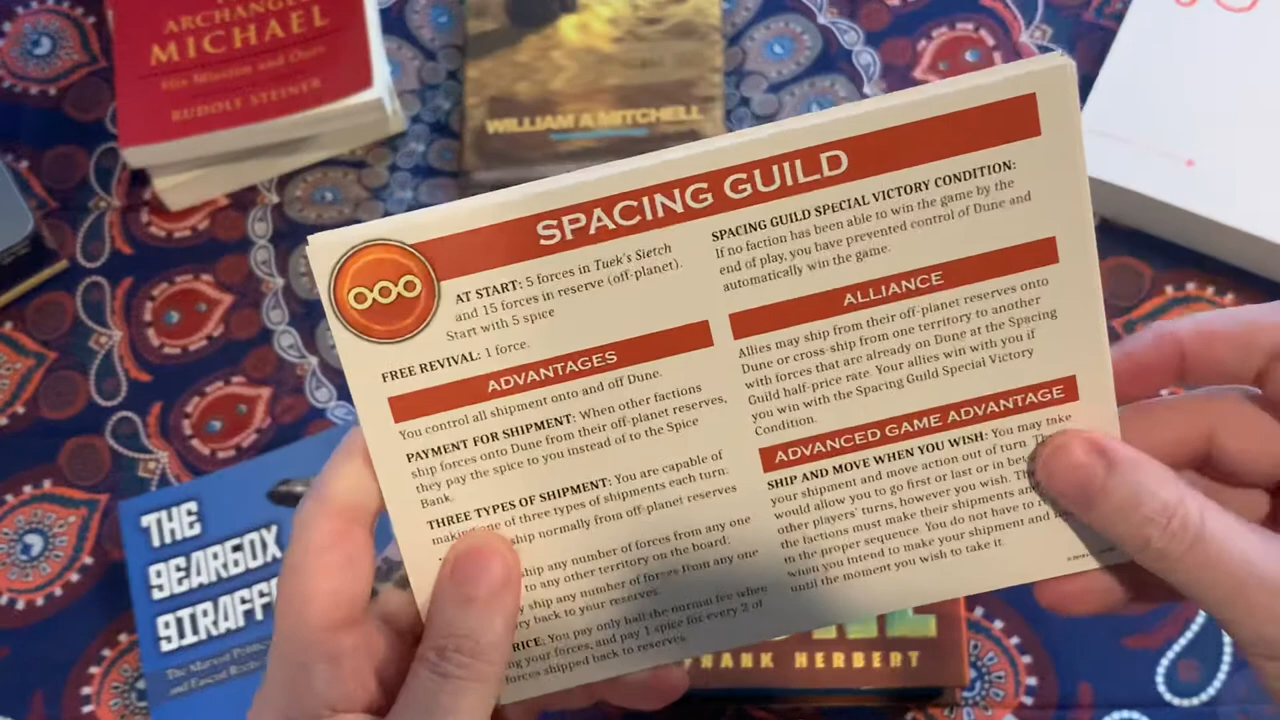 ARCHANGEL
MICHAEL
His Mission and Ours
RUDOLF STEINER
WILLIAM A MITCHELL
SPACING GUILD
AT START: 5 forces in Tuek's Sietch
and 15 forces in reserve (off-planet).
Start with 5 spice
FREE REVIVAL: 1 force.
ADVANTAGES
You control all shipment onto and off Dune.
PAYMENT FOR SHIPMENT: When other factions
ship forces onto Dune from their off-planet reserves,
they pay the spice to you instead of to the Spice
Bank.
THREE TYPES OF SHIPMENT: You are capable of
making one of three types of shipments each turn:
ship normally from off-planet reserves
ship any number of forces from any one
to any other territory on the board;
ship any number of forces from any one
back to your reserves.
You pay only half the normal fee when
your forces, and pay 1 spice for every 2 of
forces shipped back to reserves.
SPACING GUILD SPECIAL VICTORY CONDITION:
If no faction has been able to win the game by the
end of play, you have prevented control of Dune and
automatically win the game.
ALLIANCE
Allies may ship from their off-planet reserves onto
Dune or cross-ship from one territory to another
with forces that are already on Dune at the Spacing
Guild half-price rate. Your allies win with you if
you win with the Spacing Guild Special Victory
Condition.
ADVANCED GAME ADVANTAGE
SHIP AND MOVE WHEN YOU WISH: You may take
your shipment and move action out of turn.
would allow you to go first or last or in
other players' turns, however you wish.
the factions must make their shipments
in the proper sequence. You do not have to
when you intend to make your shipment and
until the moment you wish to take it.
THE
GEARBOX
The Marxist
and
FRANK HERBERT